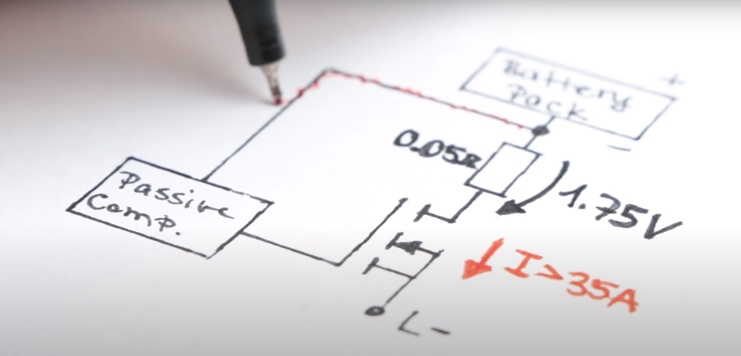 Battery
Pack
+
−
0.05Ω
1.75V
Passive
Comp.
I>35A
L-